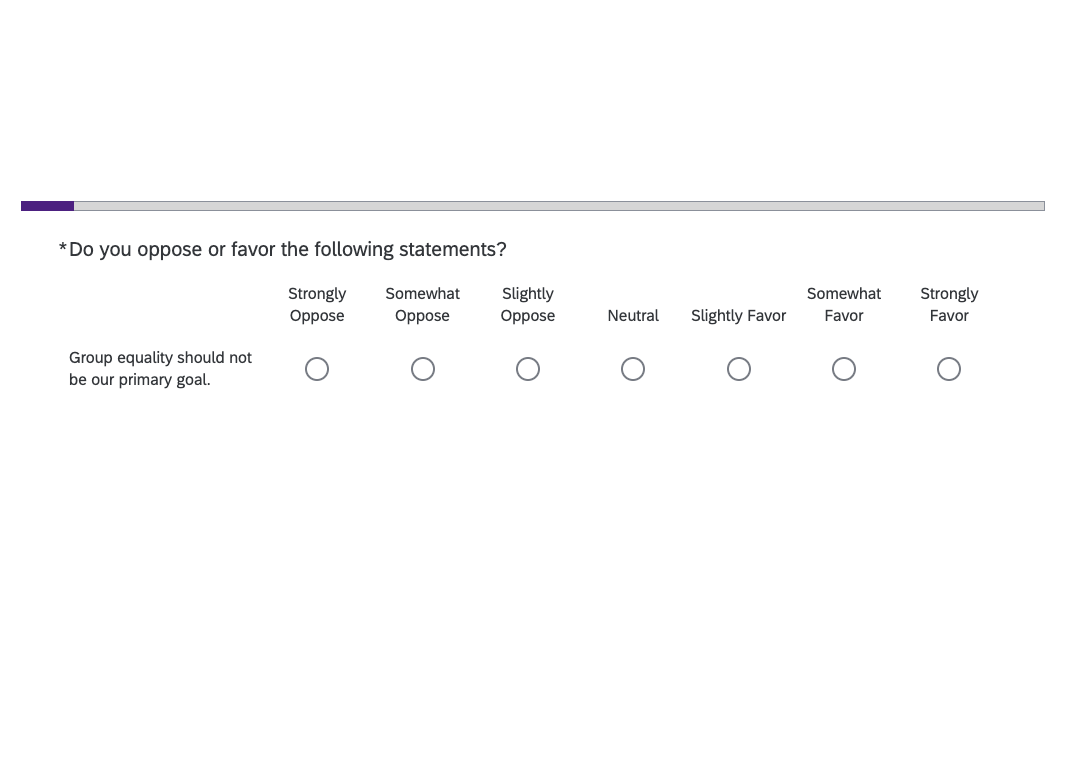 *Do you oppose or favor the following statements?
Strongly Oppose
Somewhat Oppose
Slightly Oppose
Neutral
Slightly Favor
Somewhat Favor
Strongly Favor
Group equality should not
be our primary goal.